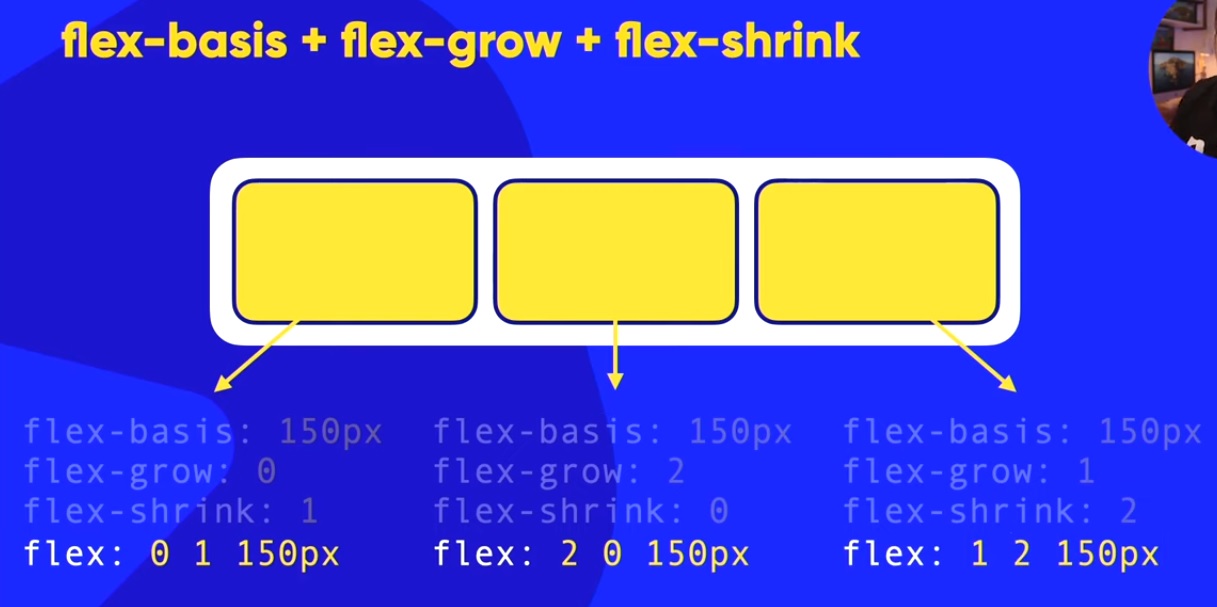 flex-basis + flex-grow + flex-shrink
flex-basis: 150px
flex-grow: 0
flex-shrink: 1
flex: 0 1 150px
flex-basis: 150px
flex-grow: 2
flex-shrink: 0
flex: 2 0 150px
flex-basis: 150px
flex-grow: 1
flex-shrink: 2
flex: 1 2 150px